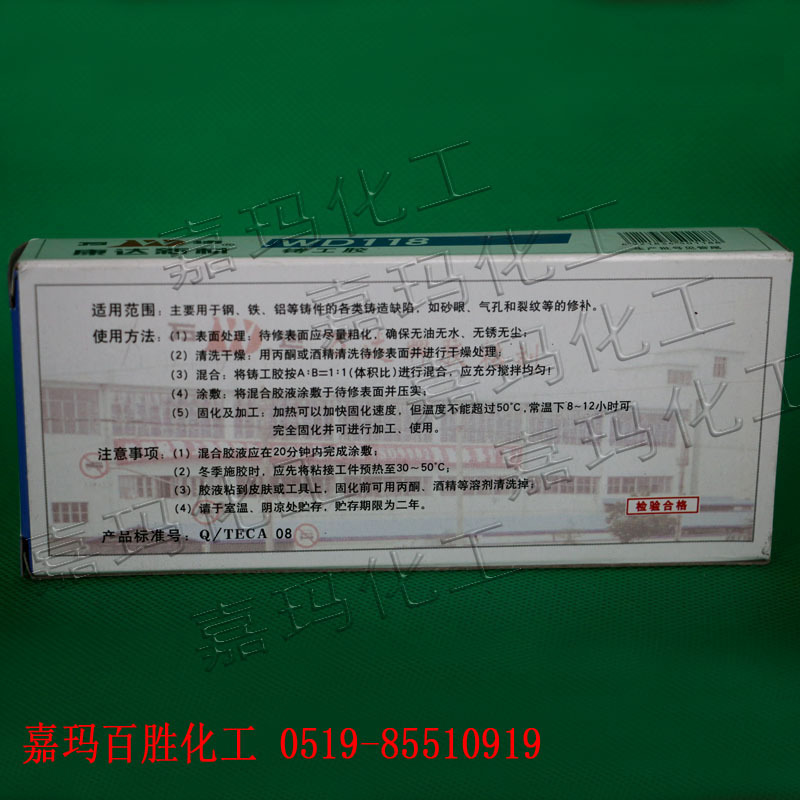 康达新材
WD118
铸工胶
生产批号见管尾
适用范围：主要用于钢、铁、铝等铸件的各类铸造缺陷，如砂眼、气孔和裂纹等的修补。
使用方法：(1) 表面处理：待修表面应尽量粗化，确保无油无水、无锈无尘；
(2) 清洗干燥：用丙酮或酒精清洗待修表面并进行干燥处理；
(3) 混合：将铸工胶按A:B=1:1(体积比)进行混合，应充分搅拌均匀！
(4) 涂敷：将混合胶液涂敷于待修表面并压实；
(5) 固化及加工：加热可以加快固化速度，但温度不能超过50℃,常温下8~12小时可
完全固化并可进行加工、使用。
注意事项：(1) 混合胶液应在20分钟内完成涂敷；
(2) 冬季施胶时，应先将粘接工件预热至30~50℃；
(3) 胶液粘到皮肤或工具上，固化前可用丙酮、酒精等溶剂清洗掉；
(4) 请于室温、阴凉处贮存，贮存期限为二年。
检验合格
产品标准号：Q/TECA 08
嘉玛化工
嘉玛化工
嘉玛化工
嘉玛百胜化工 0519-85510919